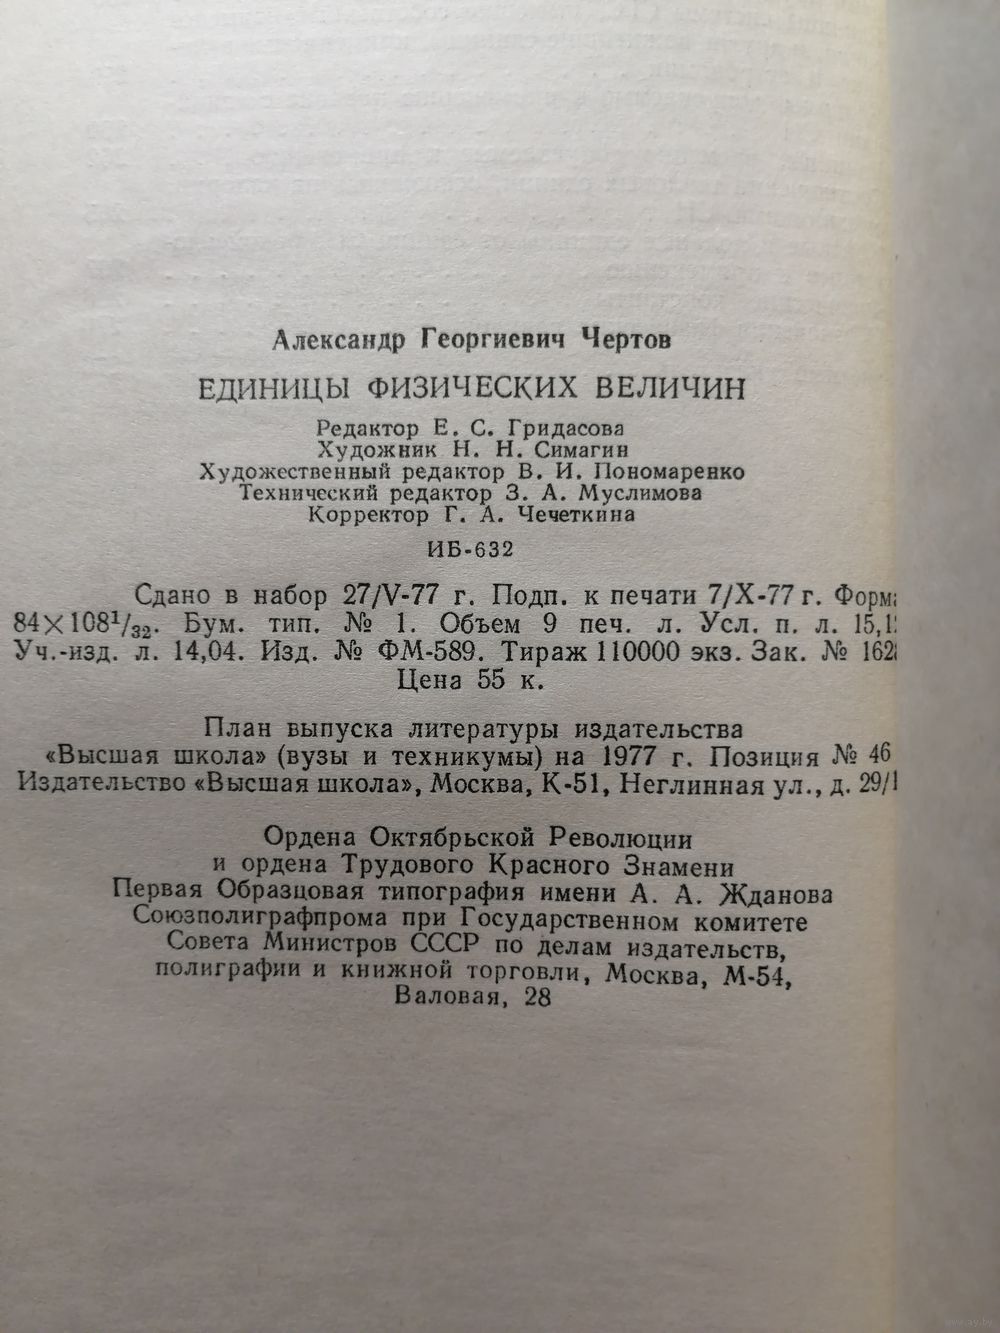 Александр Георгиевич Чертов
ЕДИНИЦЫ ФИЗИЧЕСКИХ ВЕЛИЧИН
Редактор Е. С. Гридасова
Художник Н. Н. Симагин
Художественный редактор В. И. Пономаренко
Технический редактор З. А. Муслимова
Корректор Г. А. Чечеткина
ИБ-632
Сдано в набор 27/V-77 г. Подп. к печати 7/X-77 г.
84×108¹/₃₂. Бум. тип. № 1. Объем 9 печ. л. Усл. п. л.
Уч.-изд. л. 14,04. Изд. № ФМ-589. Тираж 110000 экз. Зак. №
Цена 55 к.
План выпуска литературы издательства
«Высшая школа» (вузы и техникумы) на 1977 г. Позиция № 46
Издательство «Высшая школа», Москва, К-51, Неглинная ул., д.
Ордена Октябрьской Революции
и ордена Трудового Красного Знамени
Первая Образцовая типография имени А. А. Жданова
Союзполиграфпрома при Государственном комитете
Совета Министров СССР по делам издательств,
полиграфии и книжной торговли, Москва, М-54,
Валовая, 28